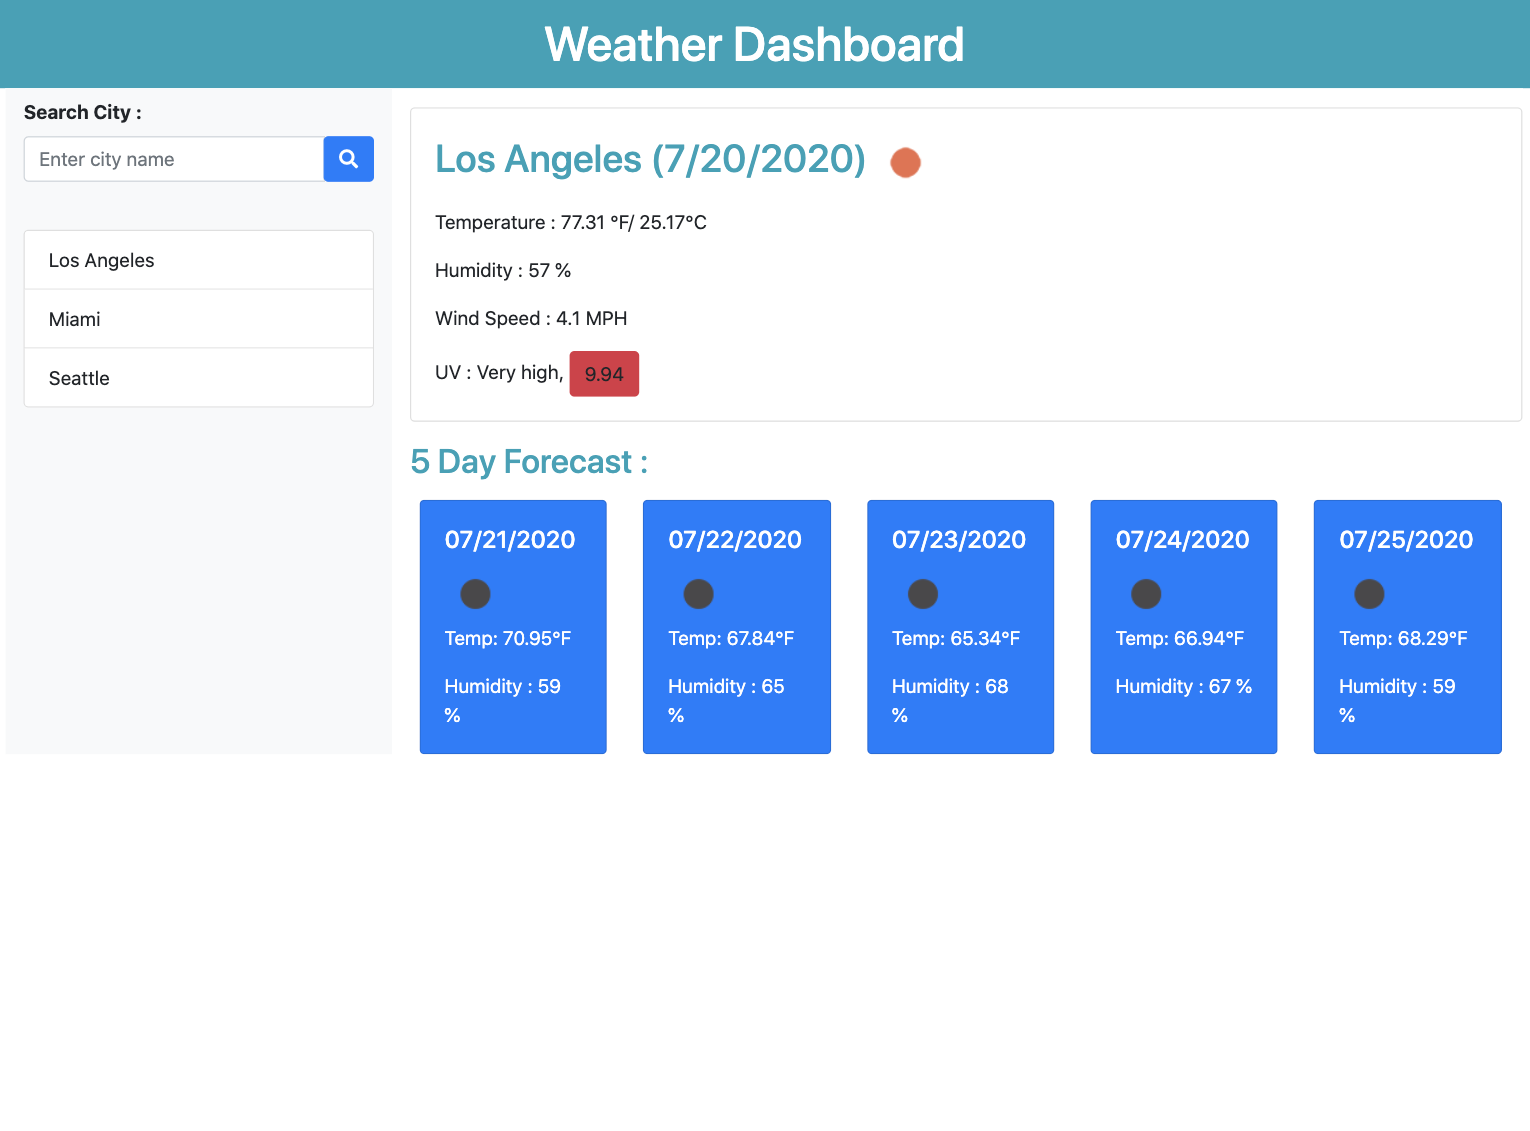 Weather Dashboard
Search City :
Enter city name
Los Angeles
Miami
Seattle
Los Angeles (7/20/2020)
Temperature : 77.31 °F/ 25.17°C
Humidity : 57 %
Wind Speed : 4.1 MPH
UV : Very high, 9.94
5 Day Forecast :
07/21/2020
Temp: 70.95°F
Humidity : 59
%
07/22/2020
Temp: 67.84°F
Humidity : 65
%
07/23/2020
Temp: 65.34°F
Humidity : 68
%
07/24/2020
Temp: 66.94°F
Humidity : 67 %
07/25/2020
Temp: 68.29°F
Humidity : 59
%